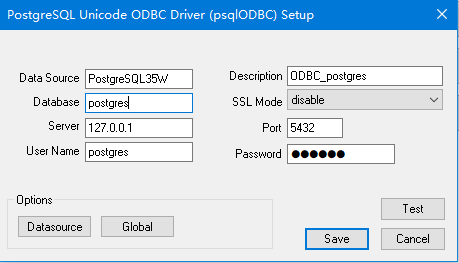 PostgreSQL Unicode ODBC Driver (psqlODBC) Setup
Data Source PostgreSQL35W Description ODBC_postgres
Database postgres SSL Mode disable
Server 127.0.0.1 Port 5432
User Name postgres Password ●●●●●●
Options
Datasource Global
Test
Save Cancel